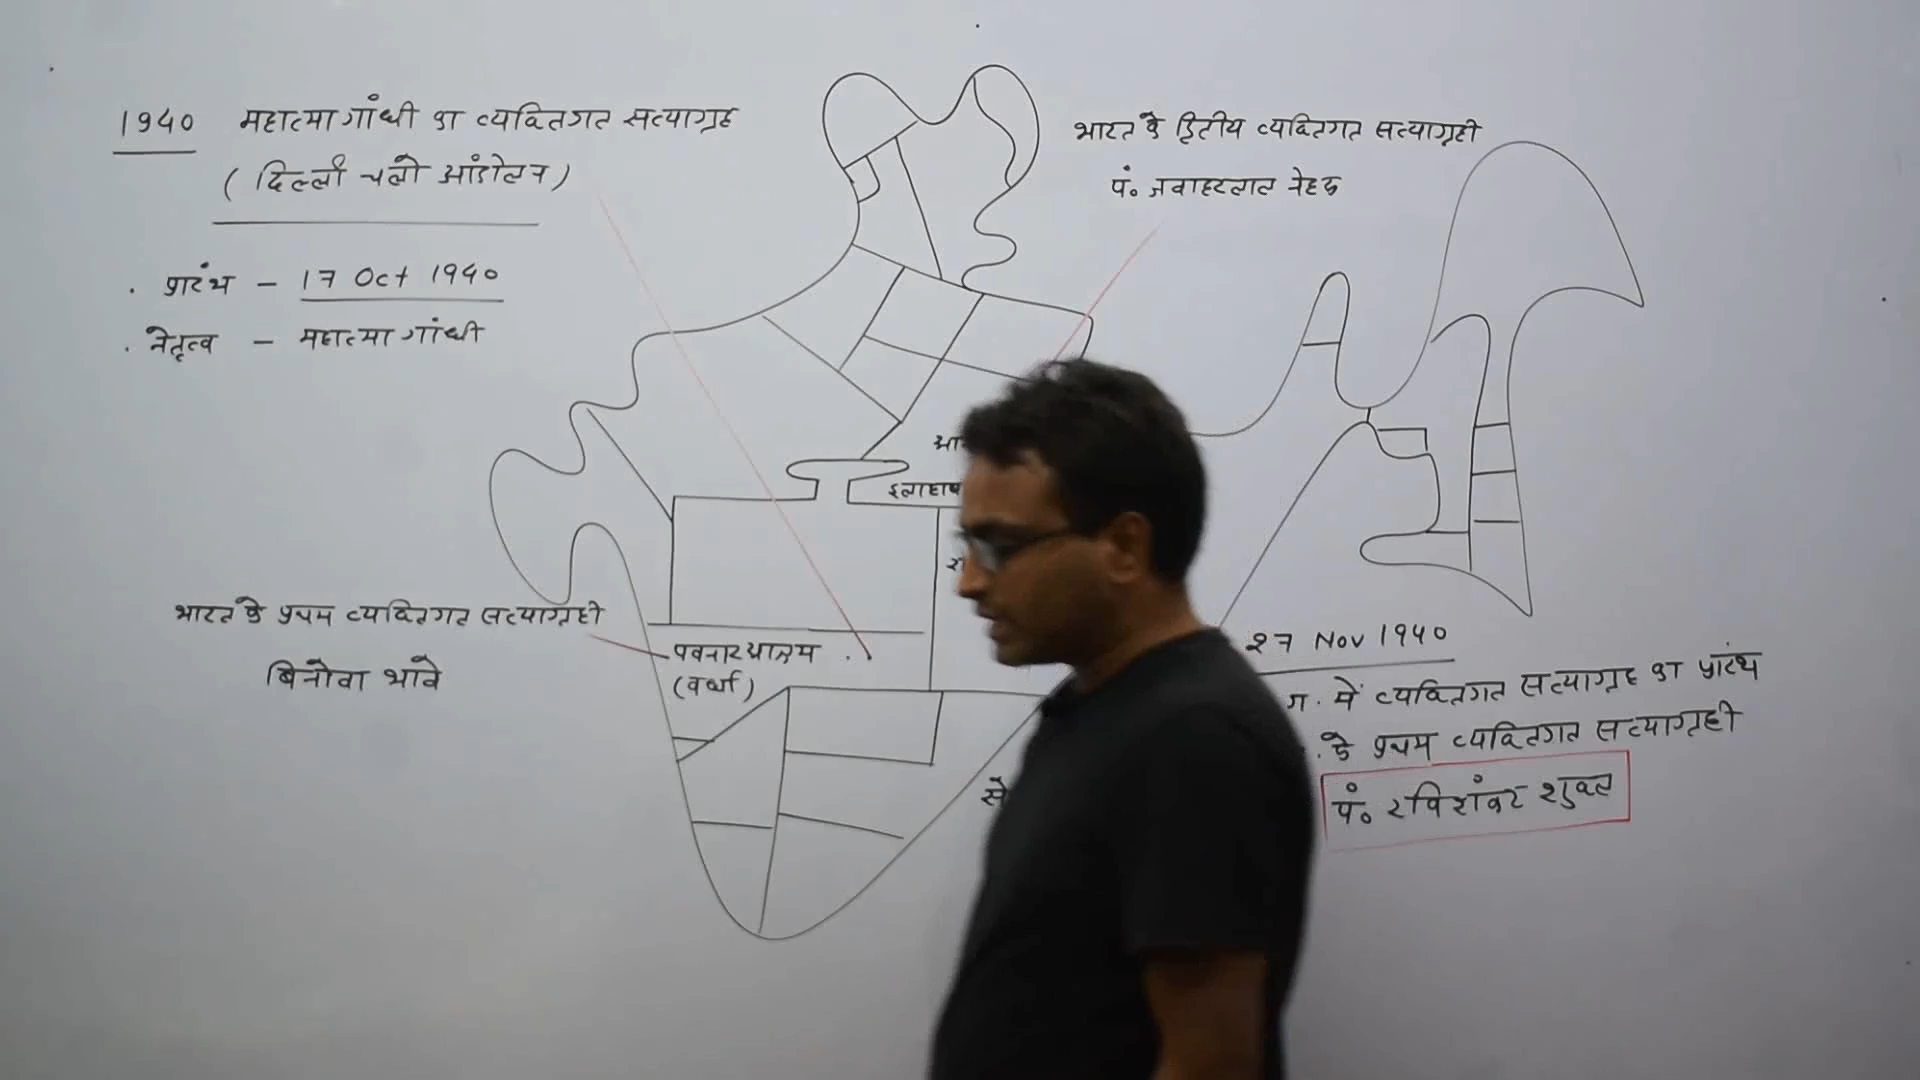 1940 महात्मा गांधी का व्यक्तिगत सत्याग्रह
( दिल्ली चलो आंदोलन )
. प्रारंभ - 17 Oct 1940
. नेतृत्व - महात्मा गांधी
भारत के द्वितीय व्यक्तिगत सत्याग्रही
पं० जवाहरलाल नेहरू
भारत के प्रथम व्यक्तिगत सत्याग्रही
बिनोवा भावे
पवनार आश्रम
(वर्धा)
27 Nov 1940
ग. में व्यक्तिगत सत्याग्रह का प्रारंभ
. के प्रथम व्यक्तिगत सत्याग्रही
पं० रविशंकर शुक्ल